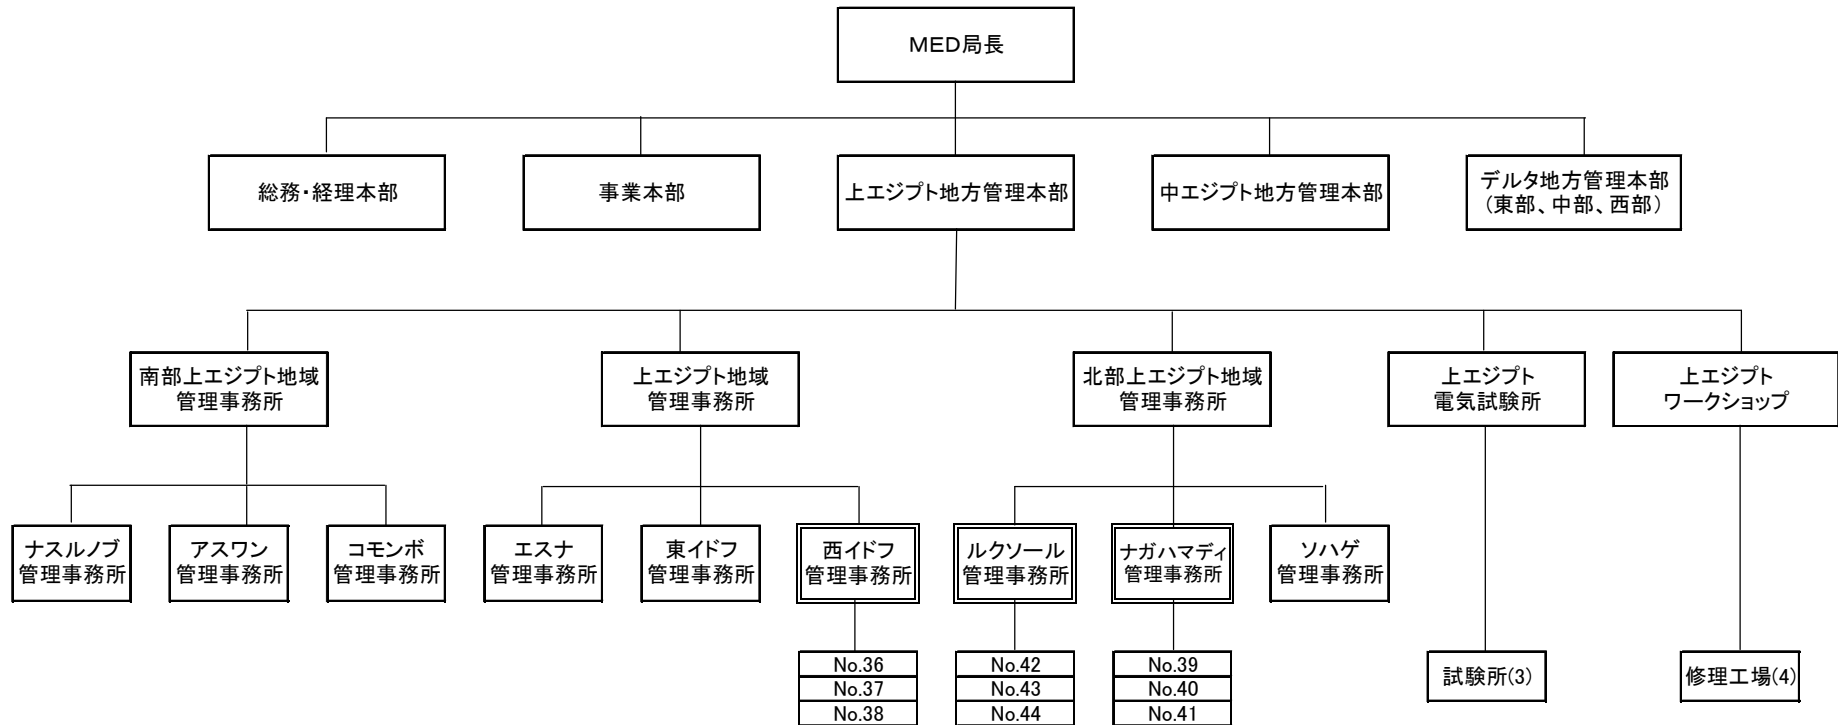 MED局長
総務・経理本部
事業本部
上エジプト地方管理本部
中エジプト地方管理本部
デルタ地方管理本部
(東部、中部、西部)
南部上エジプト地域
管理事務所
上エジプト地域
管理事務所
北部上エジプト地域
管理事務所
上エジプト
電気試験所
上エジプト
ワークショップ
ナスルノブ
管理事務所
アスワン
管理事務所
コモンボ
管理事務所
エスナ
管理事務所
東イドフ
管理事務所
西イドフ
管理事務所
ルクソール
管理事務所
ナガハマディ
管理事務所
ソハゲ
管理事務所
No.36
No.37
No.38
No.42
No.43
No.44
No.39
No.40
No.41
試験所(3)
修理工場(4)